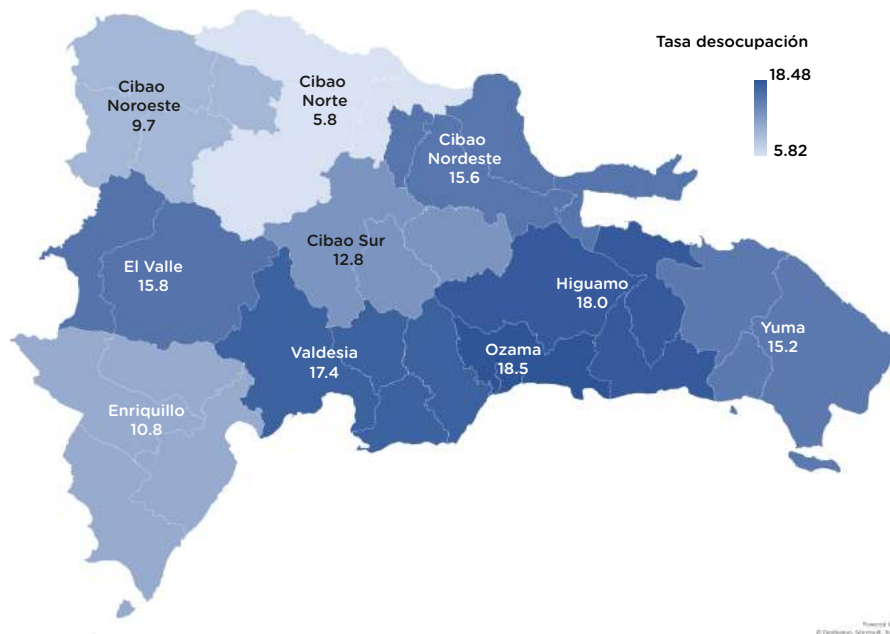 Tasa desocupación
18.48
5.82
Cibao
Noroeste
9.7
Cibao
Norte
5.8
Cibao
Nordeste
15.6
Cibao Sur
12.8
El Valle
15.8
Higuamo
18.0
Yuma
15.2
Valdesia
17.4
Ozama
18.5
Enriquillo
10.8
Powered